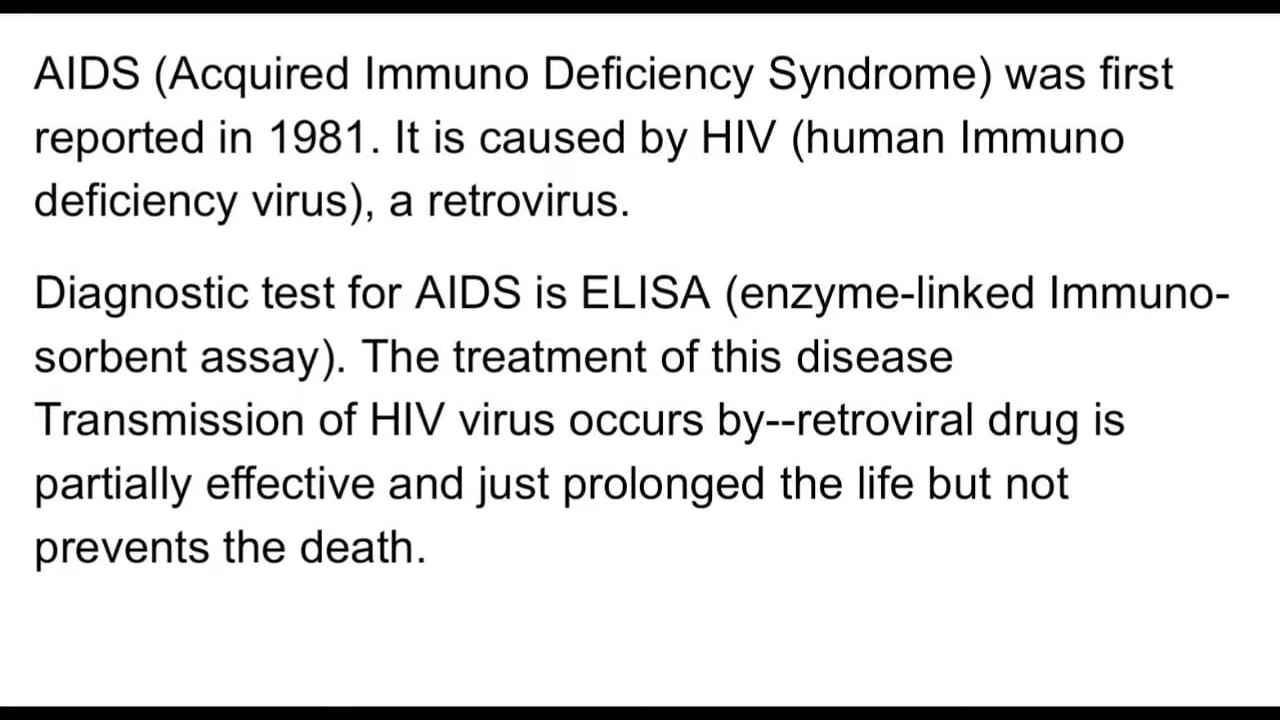 AIDS (Acquired Immuno Deficiency Syndrome) was first
reported in 1981. It is caused by HIV (human Immuno
deficiency virus), a retrovirus.
Diagnostic test for AIDS is ELISA (enzyme-linked Immuno-
sorbent assay). The treatment of this disease
Transmission of HIV virus occurs by--retroviral drug is
partially effective and just prolonged the life but not
prevents the death.